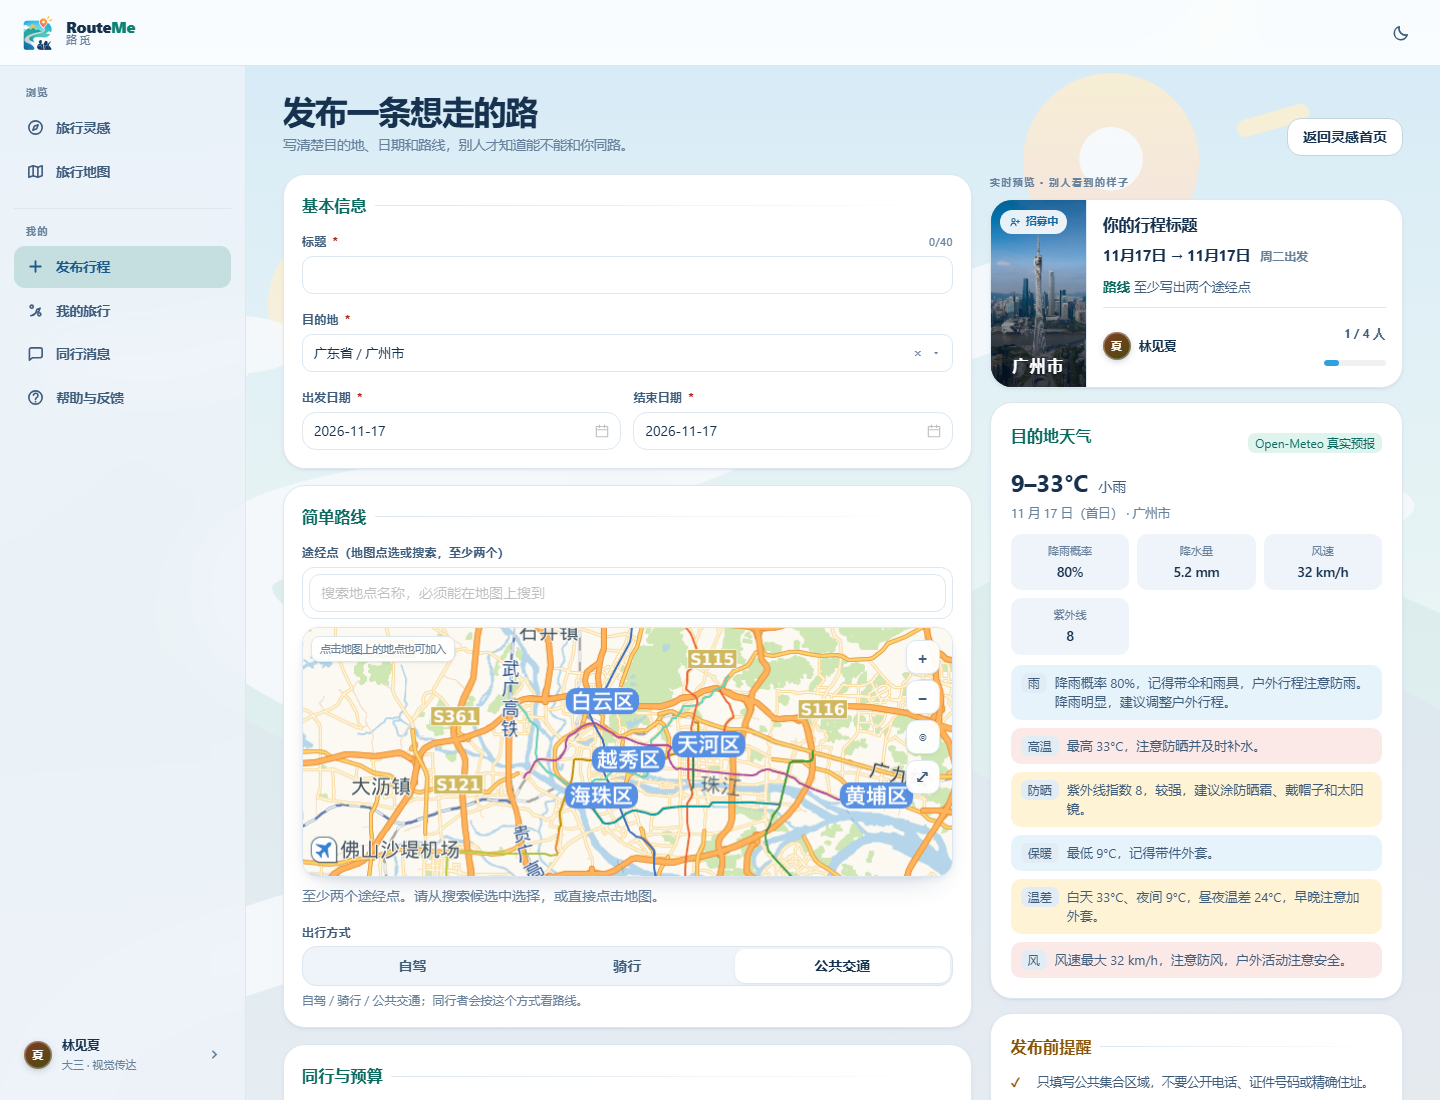 RouteMe
路觅
浏览
旅行灵感
旅行地图
我的
发布行程
我的旅行
同行消息
帮助与反馈
夏
林见夏
大三 · 视觉传达
发布一条想走的路
写清楚目的地、日期和路线，别人才知道能不能和你同路。
返回灵感首页
基本信息
标题 *
0/40
目的地 *
广东省 / 广州市
出发日期 *
结束日期 *
2026-11-17
2026-11-17
简单路线
途经点（地图点选或搜索，至少两个）
搜索地点名称，必须能在地图上搜到
点击地图上的地点也可加入
石井镇
武广高铁
S115
S361
白云区
S116
天河区
越秀区
大沥镇
S121
海珠区
珠江
黄埔区
佛山沙堤机场
至少两个途经点。请从搜索候选中选择，或直接点击地图。
出行方式
自驾
骑行
公共交通
自驾 / 骑行 / 公共交通；同行者会按这个方式看路线。
同行与预算
实时预览 · 别人看到的样子
招募中
广州市
你的行程标题
11月17日 → 11月17日 周二出发
路线 至少写出两个途经点
夏
林见夏
1 / 4 人
目的地天气
Open-Meteo 真实预报
9–33°C 小雨
11 月 17 日（首日） · 广州市
降雨概率
80%
降水量
5.2 mm
风速
32 km/h
紫外线
8
雨 降雨概率 80%，记得带伞和雨具，户外行程注意防雨。
降雨明显，建议调整户外行程。
高温 最高 33°C，注意防晒并及时补水。
防晒 紫外线指数 8，较强，建议涂防晒霜、戴帽子和太阳
镜。
保暖 最低 9°C，记得带件外套。
温差 白天 33°C、夜间 9°C，昼夜温差 24°C，早晚注意加
外套。
风 风速最大 32 km/h，注意防风，户外活动注意安全。
发布前提醒
只填写公共集合区域，不要公开电话、证件号码或精确住址。